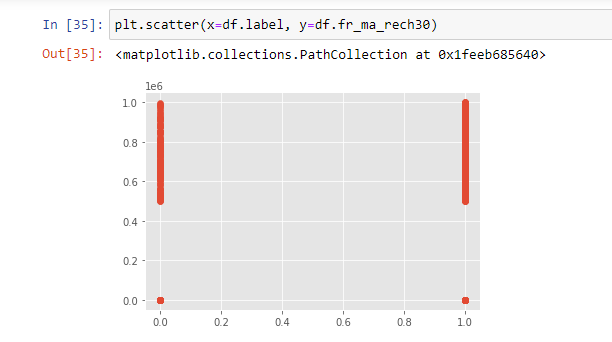 In [35]: plt.scatter(x=df.label, y=df.fr_ma_rech30)
Out[35]: <matplotlib.collections.PathCollection at 0x1feeb685640>
1e6
1.0
0.8
0.6
0.4
0.2
0.0
0.0 0.2 0.4 0.6 0.8 1.0